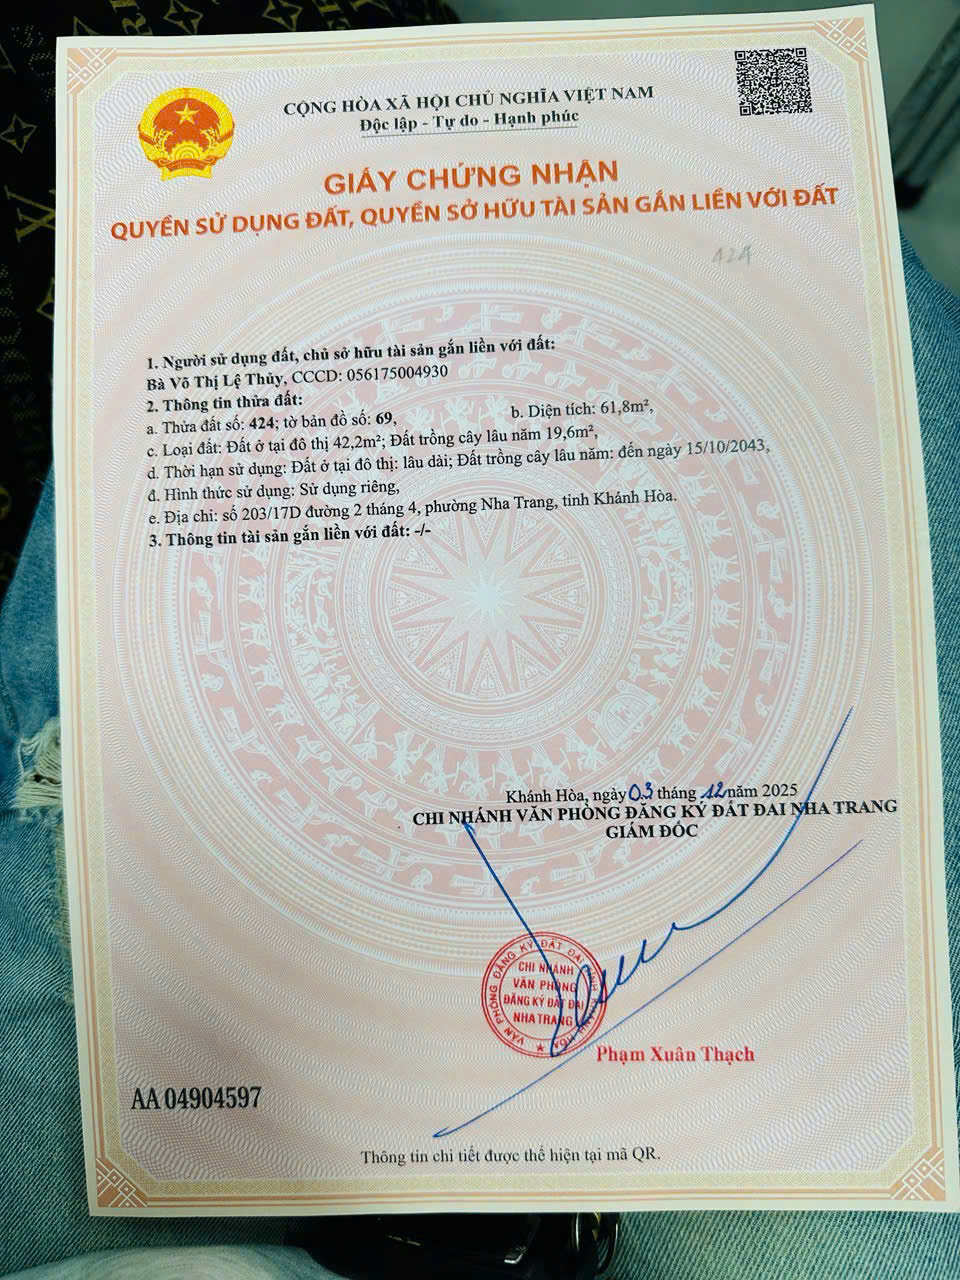 CỘNG HÒA XÃ HỘI CHỦ NGHĨA VIỆT NAM
Độc lập - Tự do - Hạnh phúc
GIẤY CHỨNG NHẬN
QUYỀN SỬ DỤNG ĐẤT, QUYỀN SỞ HỮU TÀI SẢN GẮN LIỀN VỚI ĐẤT
1. Người sử dụng đất, chủ sở hữu tài sản gắn liền với đất:
Bà Võ Thị Lệ Thủy, CCCD: 056175004930
2. Thông tin thửa đất:
a. Thửa đất số: 424; tờ bản đồ số: 69, b. Diện tích: 61,8m²,
c. Loại đất: Đất ở tại đô thị 42,2m²; Đất trồng cây lâu năm 19,6m²,
d. Thời hạn sử dụng: Đất ở tại đô thị: lâu dài; Đất trồng cây lâu năm: đến ngày 15/10/2043,
đ. Hình thức sử dụng: Sử dụng riêng,
e. Địa chỉ: số 203/17D đường 2 tháng 4, phường Nha Trang, tỉnh Khánh Hòa.
3. Thông tin tài sản gắn liền với đất: -/-
Khánh Hòa, ngày 03 tháng 12 năm 2025
CHI NHÁNH VĂN PHÒNG ĐĂNG KÝ ĐẤT ĐAI NHA TRANG
GIÁM ĐỐC
VĂN PHÒNG ĐĂNG KÝ ĐẤT ĐAI TỈNH KHÁNH HÒA
CHI NHÁNH
VĂN PHÒNG
ĐĂNG KÝ ĐẤT ĐAI
NHA TRANG
Phạm Xuân Thạch
AA 04904597
Thông tin chi tiết được thể hiện tại mã QR.